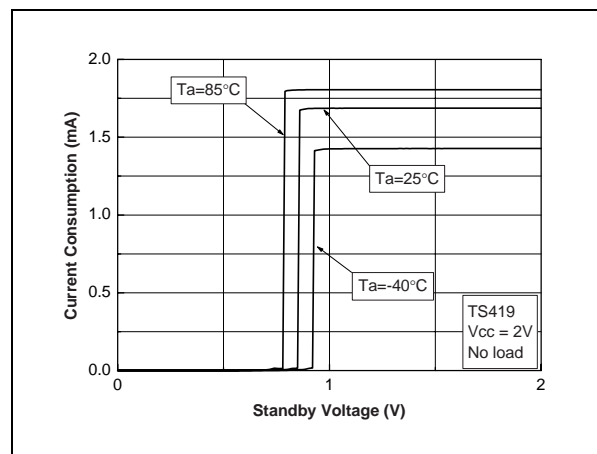 2.0
1.5
1.0
0.5
0.0
0
1
2
Current Consumption (mA)
Standby Voltage (V)
Ta=85°C
Ta=25°C
Ta=-40°C
TS419
Vcc = 2V
No load